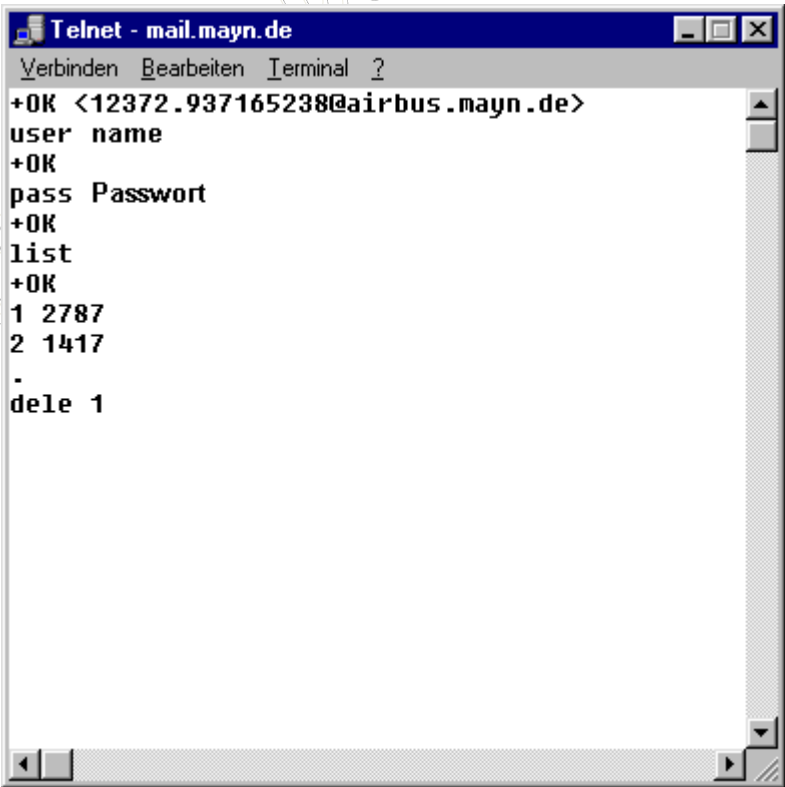 Telnet - mail.mayn.de
Verbinden Bearbeiten Terminal ?
+OK <12372.937165238@airbus.mayn.de>
user name
+OK
pass Passwort
+OK
list
+OK
1 2787
2 1417
.
dele 1